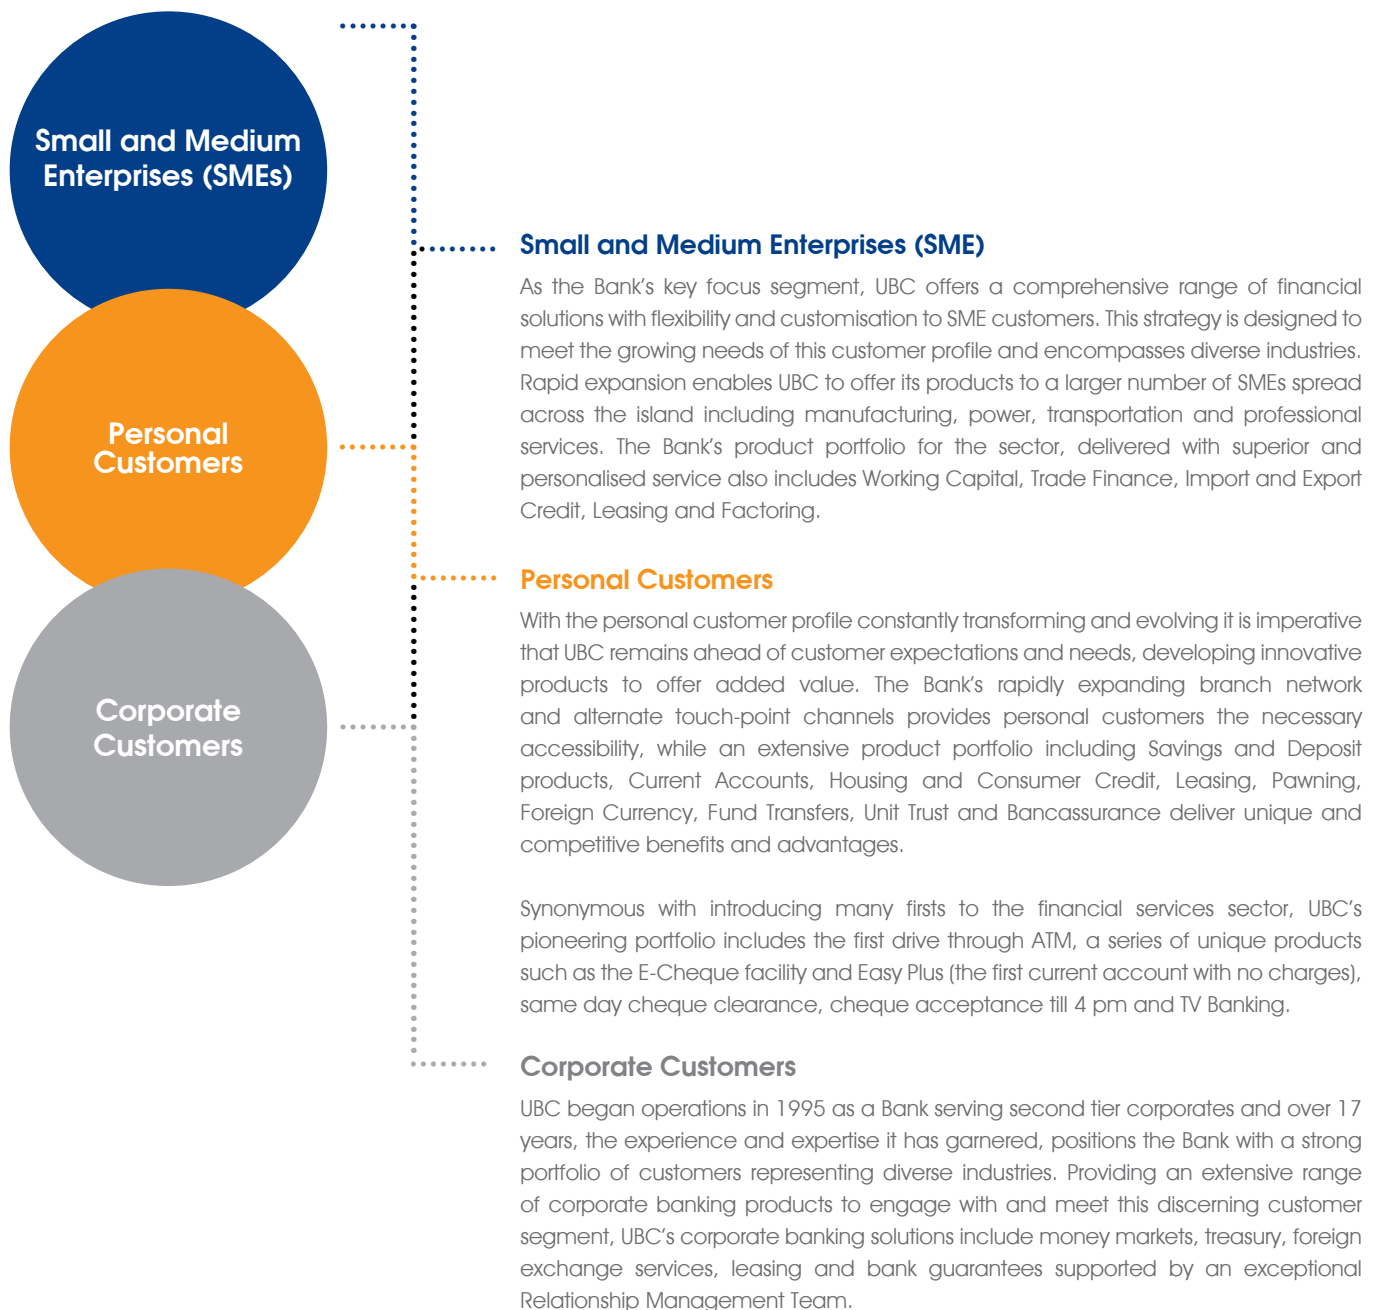 Small and Medium
Enterprises (SMEs)
Personal
Customers
Corporate
Customers
Small and Medium Enterprises (SME)
As the Bank’s key focus segment, UBC offers a comprehensive range of financial
solutions with flexibility and customisation to SME customers. This strategy is designed to
meet the growing needs of this customer profile and encompasses diverse industries.
Rapid expansion enables UBC to offer its products to a larger number of SMEs spread
across the island including manufacturing, power, transportation and professional
services. The Bank’s product portfolio for the sector, delivered with superior and
personalised service also includes Working Capital, Trade Finance, Import and Export
Credit, Leasing and Factoring.
Personal Customers
With the personal customer profile constantly transforming and evolving it is imperative
that UBC remains ahead of customer expectations and needs, developing innovative
products to offer added value. The Bank’s rapidly expanding branch network
and alternate touch-point channels provides personal customers the necessary
accessibility, while an extensive product portfolio including Savings and Deposit
products, Current Accounts, Housing and Consumer Credit, Leasing, Pawning,
Foreign Currency, Fund Transfers, Unit Trust and Bancassurance deliver unique and
competitive benefits and advantages.
Synonymous with introducing many firsts to the financial services sector, UBC’s
pioneering portfolio includes the first drive through ATM, a series of unique products
such as the E-Cheque facility and Easy Plus (the first current account with no charges),
same day cheque clearance, cheque acceptance till 4 pm and TV Banking.
Corporate Customers
UBC began operations in 1995 as a Bank serving second tier corporates and over 17
years, the experience and expertise it has garnered, positions the Bank with a strong
portfolio of customers representing diverse industries. Providing an extensive range
of corporate banking products to engage with and meet this discerning customer
segment, UBC’s corporate banking solutions include money markets, treasury, foreign
exchange services, leasing and bank guarantees supported by an exceptional
Relationship Management Team.